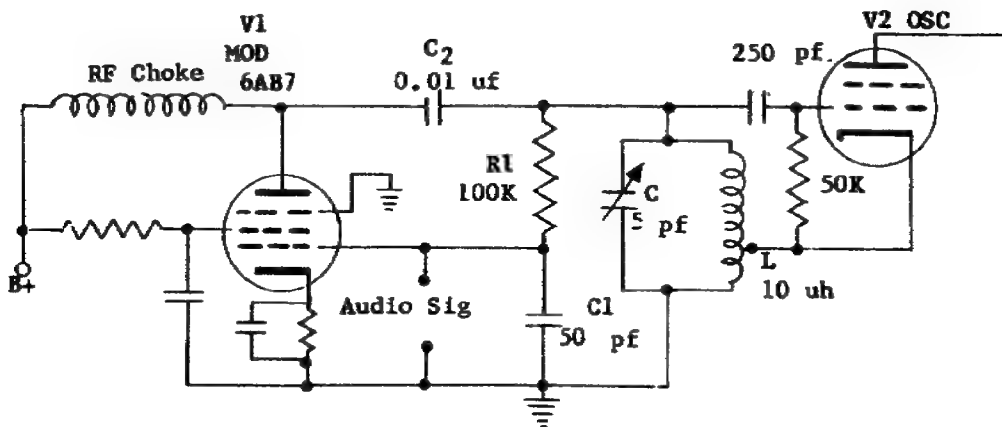 V1
MOD
6AB7
RF Choke
C2
0.01 uf
V2 OSC
250 pf.
R1
100K
C
5 pf
50K
L
10 uh
B+
Audio Sig
C1
50 pf